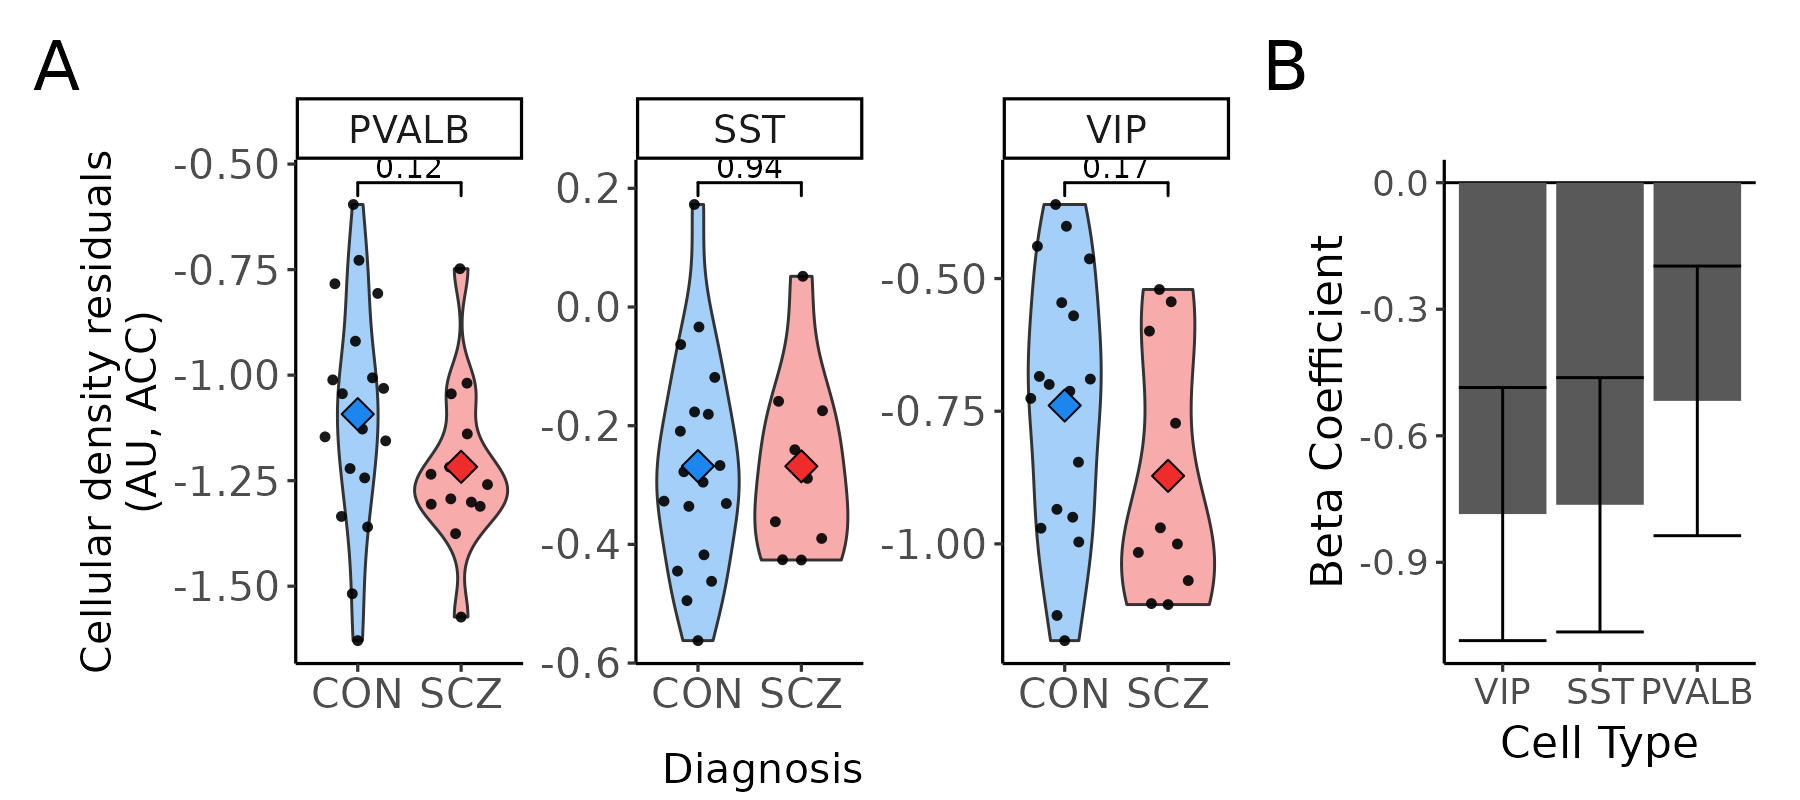 A
B
PVALB
SST
VIP
0.12
0.94
0.17
Cellular density residuals
(AU, ACC)
-0.50
-0.75
-1.00
-1.25
-1.50
0.2
0.0
-0.2
-0.4
-0.6
-0.50
-0.75
-1.00
CON SCZ
CON SCZ
CON SCZ
Diagnosis
Beta Coefficient
0.0
-0.3
-0.6
-0.9
VIP SST PVALB
Cell Type